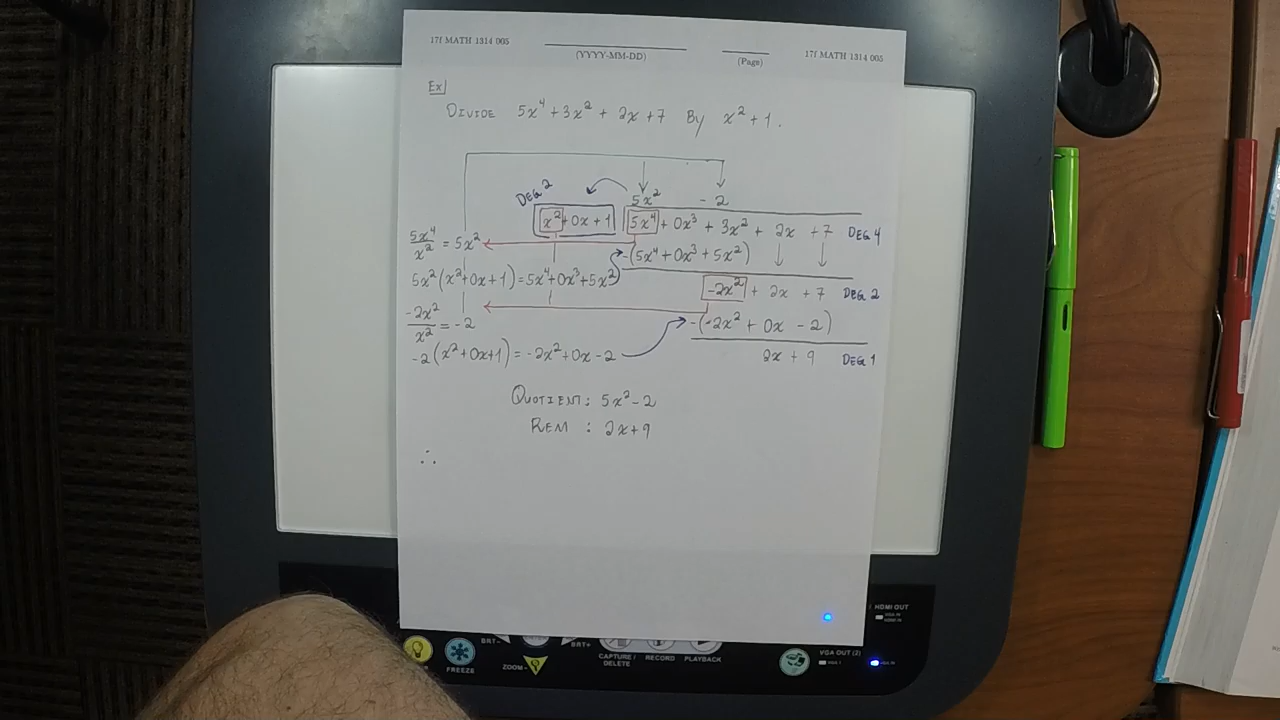 17f MATH 1314 005 (YYYY-MM-DD) (Page) 17f MATH 1314 005
Ex
DIVIDE 5x⁴ + 3x² + 2x + 7 BY x² + 1.
DEG 2 5x² - 2
x² + 0x + 1 5x⁴ + 0x³ + 3x² + 2x + 7 DEG 4
5x⁴/x² = 5x² -(5x⁴ + 0x³ + 5x²)
5x²(x² + 0x + 1) = 5x⁴ + 0x³ + 5x² -2x² + 2x + 7 DEG 2
-2x²/x² = -2 -(-2x² + 0x - 2)
-2(x² + 0x + 1) = -2x² + 0x - 2 2x + 9 DEG 1
QUOTIENT: 5x² - 2
REM : 2x + 9
∴
HDMI OUT
BRT- BRT+
FREEZE ZOOM- CAPTURE / DELETE RECORD PLAYBACK
VGA OUT (2)